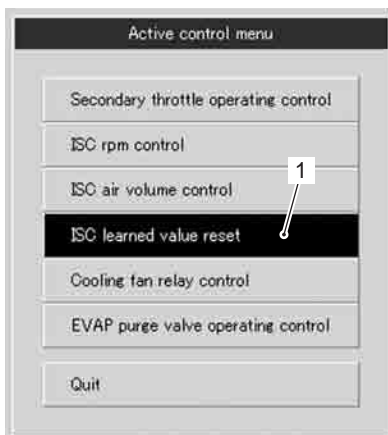 Active control menu
Secondary throttle operating control
ISC rpm control
1
ISC air volume control
ISC learned value reset
Cooling fan relay control
EVAP purge valve operating control
Quit